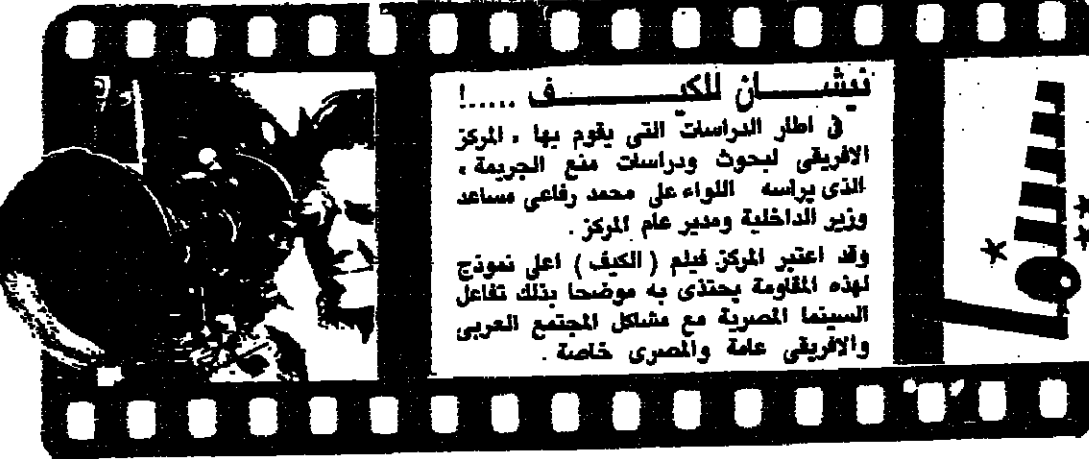 نيشـــان للكيـــــــف .....!
فى اطار الدراسات التى يقوم بها « المركز
الافريقى لبحوث ودراسات منع الجريمة »
الذى يراسه اللواء على محمد رفاعى مساعد
وزير الداخلية ومدير عام المركز .
وقد اعتبر المركز فيلم ( الكيف ) اعلى نموذج
لهذه المقاومة يحتذى به موضحا بذلك تفاعل
السينما المصرية مع مشاكل المجتمع العربى
والافريقى عامة والمصرى خاصة .